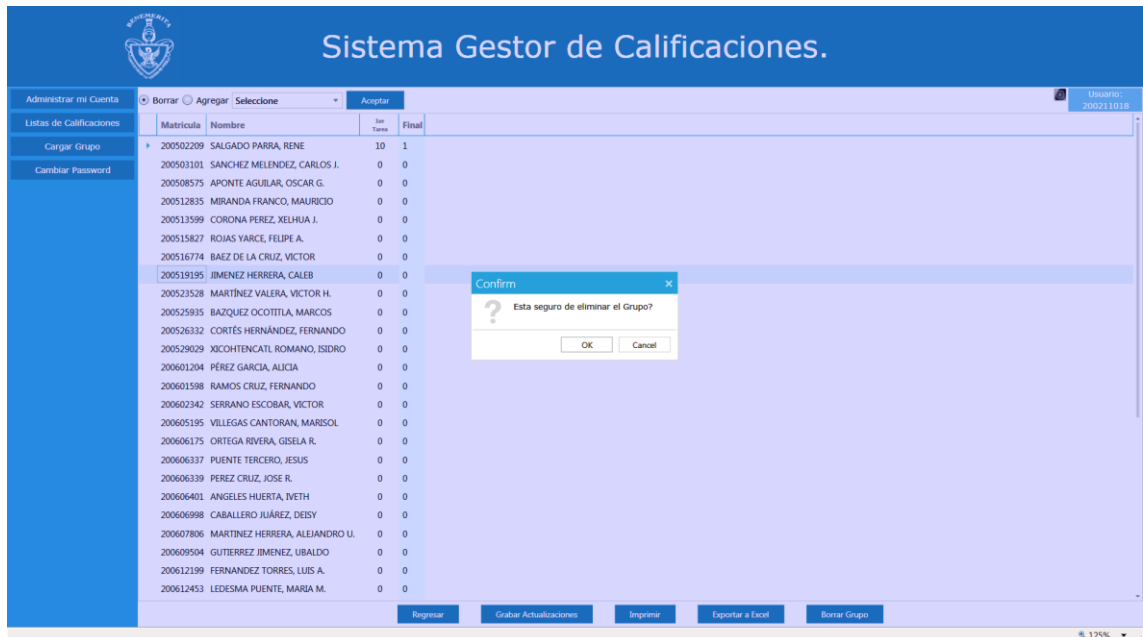 BENEMERITA
Sistema Gestor de Calificaciones.
Administrar mi Cuenta
Listas de Calificaciones
Cargar Grupo
Cambiar Password
Borrar Agregar Seleccione Aceptar
Usuario:
200211018
Matricula Nombre 1er Tarea Final
200502209 SALGADO PARRA, RENE 10 1
200503101 SANCHEZ MELENDEZ, CARLOS J. 0 0
200508575 APONTE AGUILAR, OSCAR G. 0 0
200512835 MIRANDA FRANCO, MAURICIO 0 0
200513599 CORONA PEREZ, XELHUA J. 0 0
200515827 ROJAS YARCE, FELIPE A. 0 0
200516774 BAEZ DE LA CRUZ, VICTOR 0 0
200519195 JIMENEZ HERRERA, CALEB 0 0
200523528 MARTÍNEZ VALERA, VICTOR H. 0 0
200525935 BAZQUEZ OCOTITLA, MARCOS 0 0
200526332 CORTÉS HERNÁNDEZ, FERNANDO 0 0
200529029 XICOHTENCATL ROMANO, ISIDRO 0 0
200601204 PÉREZ GARCIA, ALICIA 0 0
200601598 RAMOS CRUZ, FERNANDO 0 0
200602342 SERRANO ESCOBAR, VICTOR 0 0
200605195 VILLEGAS CANTORAN, MARISOL 0 0
200606175 ORTEGA RIVERA, GISELA R. 0 0
200606337 PUENTE TERCERO, JESUS 0 0
200606339 PEREZ CRUZ, JOSE R. 0 0
200606401 ANGELES HUERTA, IVETH 0 0
200606998 CABALLERO JUÁREZ, DEISY 0 0
200607806 MARTINEZ HERRERA, ALEJANDRO U. 0 0
200609504 GUTIERREZ JIMENEZ, UBALDO 0 0
200612199 FERNANDEZ TORRES, LUIS A. 0 0
200612453 LEDESMA PUENTE, MARIA M. 0 0
Confirm
Esta seguro de eliminar el Grupo?
OK Cancel
Regresar Grabar Actualizaciones Imprimir Exportar a Excel Borrar Grupo
125%